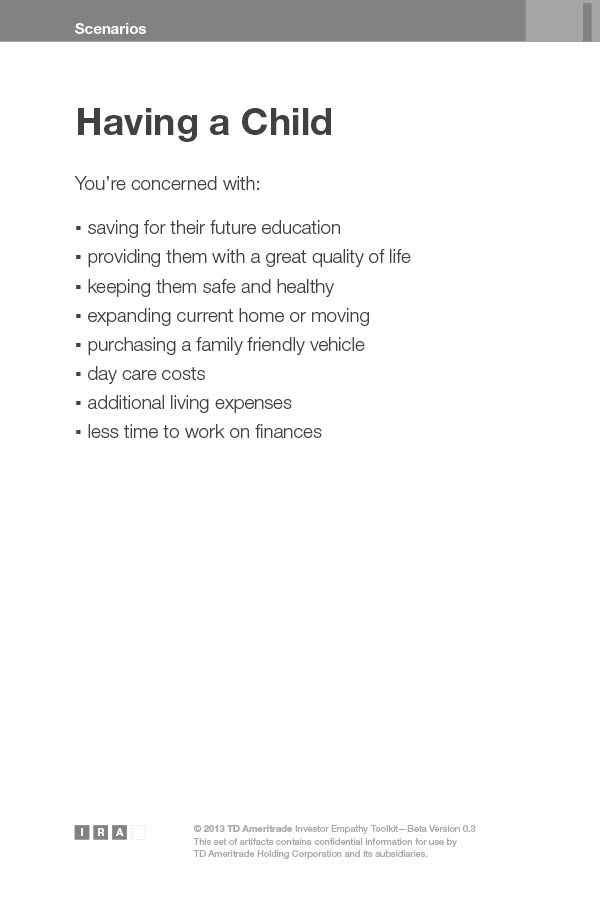 Scenarios
Having a Child
You’re concerned with:
▪ saving for their future education
▪ providing them with a great quality of life
▪ keeping them safe and healthy
▪ expanding current home or moving
▪ purchasing a family friendly vehicle
▪ day care costs
▪ additional living expenses
▪ less time to work on finances
I R A
© 2013 TD Ameritrade Investor Empathy Toolkit—Beta Version 0.3
This set of artifacts contains confidential information for use by
TD Ameritrade Holding Corporation and its subsidiaries.